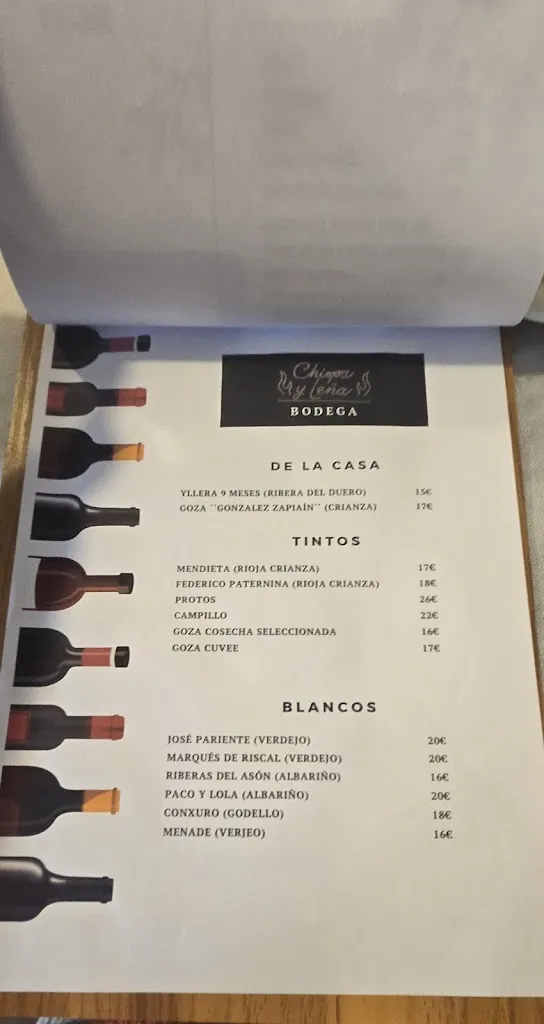 Chispa
y Leña
BODEGA
DE LA CASA
YLLERA 9 MESES (RIBERA DEL DUERO) 15€
GOZA ´´GONZALEZ ZAPIAÍN´´ (CRIANZA) 17€
TINTOS
MENDIETA (RIOJA CRIANZA) 17€
FEDERICO PATERNINA (RIOJA CRIANZA) 18€
PROTOS 26€
CAMPILLO 22€
GOZA COSECHA SELECCIONADA 16€
GOZA CUVEE 17€
BLANCOS
JOSÉ PARIENTE (VERDEJO) 20€
MARQUÉS DE RISCAL (VERDEJO) 20€
RIBERAS DEL ASÓN (ALBARIÑO) 16€
PACO Y LOLA (ALBARIÑO) 20€
CONXURO (GODELLO) 18€
MENADE (VERJEO) 16€